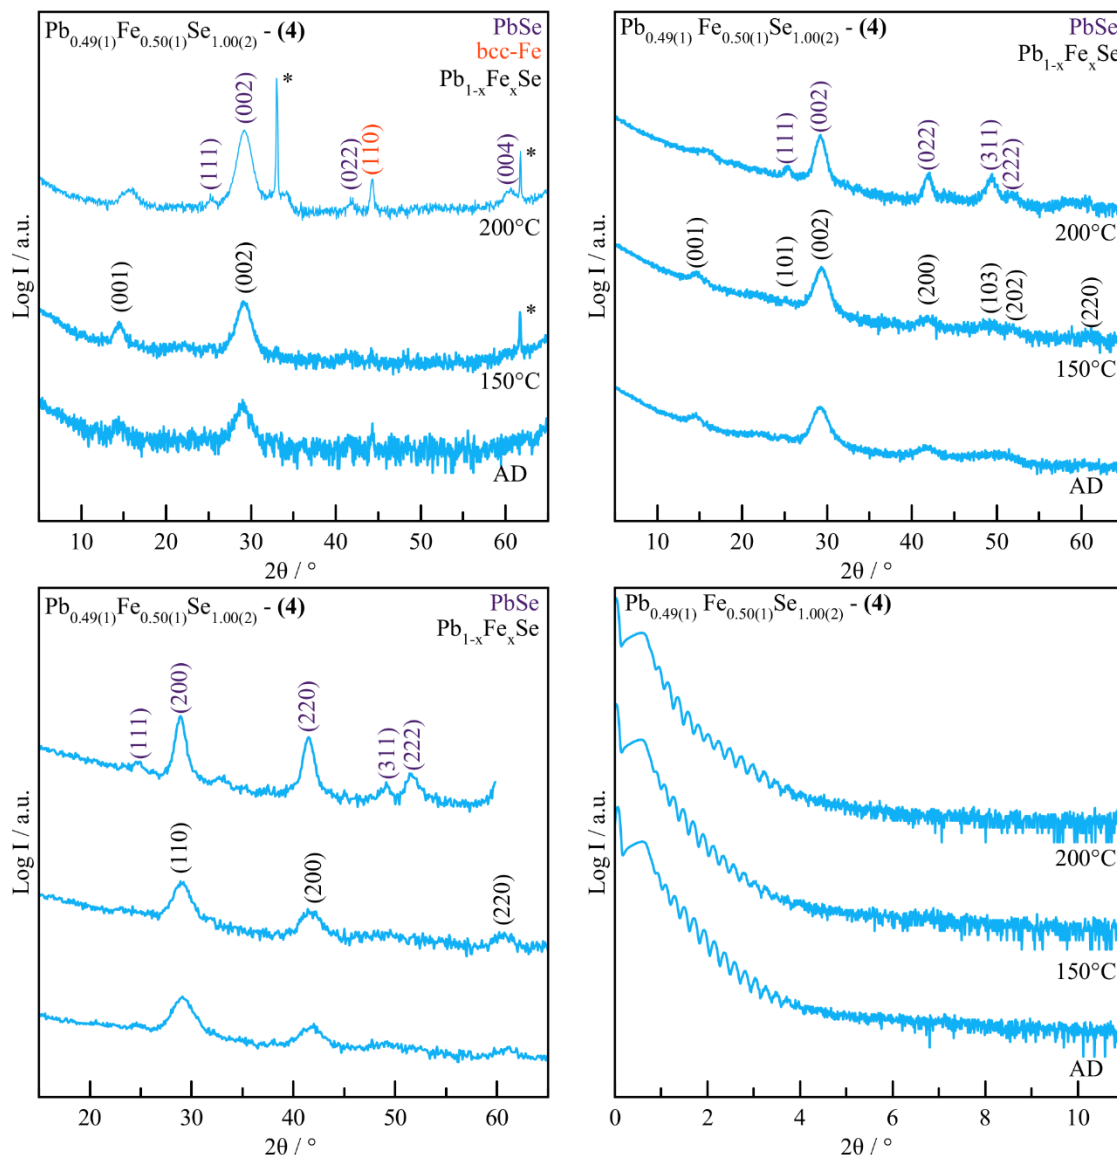 Pb0.49(1)Fe0.50(1)Se1.00(2) - (4)
PbSe
bcc-Fe
Pb1-xFexSe
(111)
(002)
*
(022)
(110)
(004)
*
200°C
(001)
(002)
*
150°C
AD
Log I / a.u.
10 20 30 40 50 60
2θ / °
Pb0.49(1) Fe0.50(1)Se1.00(2) - (4)
PbSe
Pb1-xFexSe
(111)
(002)
(022)
(311)
(222)
200°C
(001)
(101)
(002)
(200)
(103)
(202)
(220)
150°C
AD
Log I / a.u.
10 20 30 40 50 60
2θ / °
Pb0.49(1)Fe0.50(1)Se1.00(2) - (4)
PbSe
Pb1-xFexSe
(111)
(200)
(220)
(311)
(222)
(110)
(200)
(220)
Log I / a.u.
20 30 40 50 60
2θ / °
Pb0.49(1) Fe0.50(1)Se1.00(2) - (4)
200°C
150°C
AD
Log I / a.u.
0 2 4 6 8 10
2θ / °